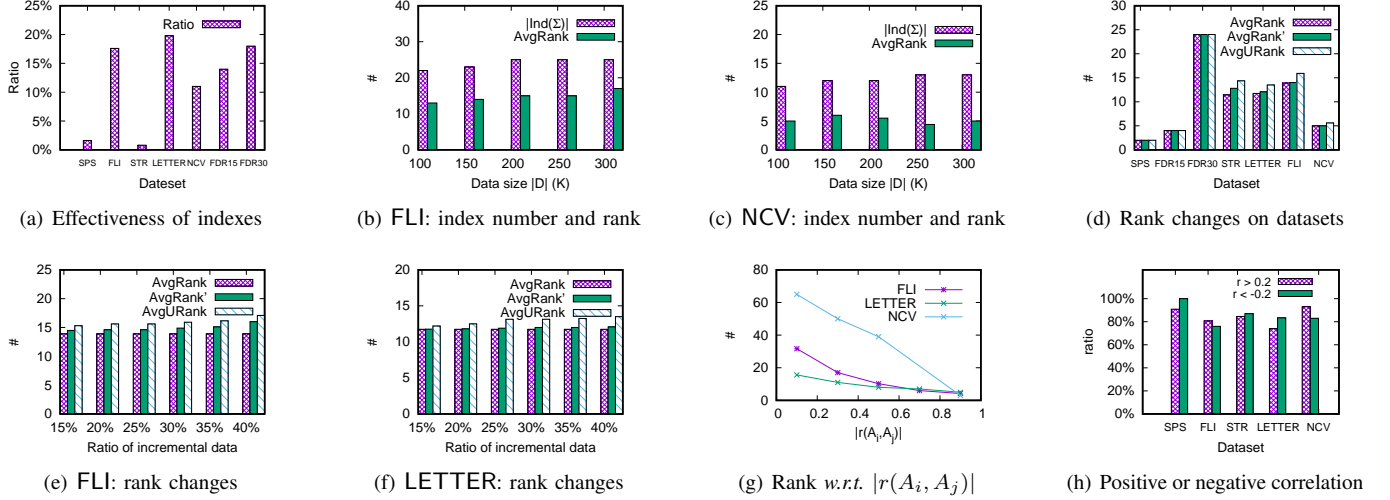 25%
20%
15%
10%
5%
0%
Ratio
Ratio
SPS FLI STR LETTER NCV FDR15 FDR30
Dateset
(a) Effectiveness of indexes
40
30
20
10
0
#
|Ind(Σ)|
AvgRank
100 150 200 250 300
Data size |D| (K)
(b) FLI: index number and rank
25
20
15
10
5
0
#
|Ind(Σ)|
AvgRank
100 150 200 250 300
Data size |D| (K)
(c) NCV: index number and rank
30
25
20
15
10
5
0
#
AvgRank
AvgRank'
AvgURank
SPS FDR15 FDR30 STR LETTER FLI NCV
Dataset
(d) Rank changes on datasets
25
20
15
10
5
0
#
AvgRank
AvgRank'
AvgURank
15% 20% 25% 30% 35% 40%
Ratio of incremental data
(e) FLI: rank changes
20
15
10
5
0
#
AvgRank
AvgRank'
AvgURank
15% 20% 25% 30% 35% 40%
Ratio of incremental data
(f) LETTER: rank changes
80
60
40
20
0
#
FLI
LETTER
NCV
0 0.2 0.4 0.6 0.8 1
|r(A_i,A_j)|
(g) Rank w.r.t. |r(A_i, A_j)|
100%
80%
60%
40%
20%
0%
ratio
r > 0.2
r < -0.2
SPS FLI STR LETTER NCV
Dataset
(h) Positive or negative correlation